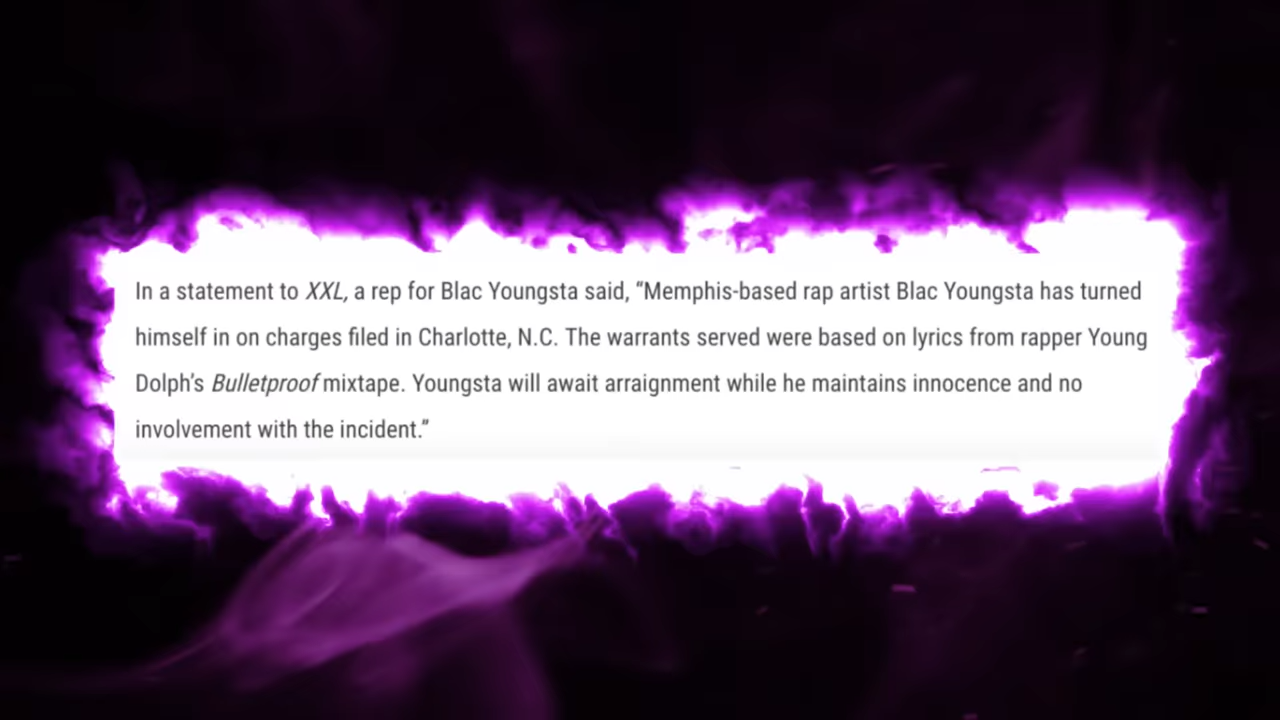 In a statement to XXL, a rep for Blac Youngsta said, “Memphis-based rap artist Blac Youngsta has turned
himself in on charges filed in Charlotte, N.C. The warrants served were based on lyrics from rapper Young
Dolph’s Bulletproof mixtape. Youngsta will await arraignment while he maintains innocence and no
involvement with the incident.”